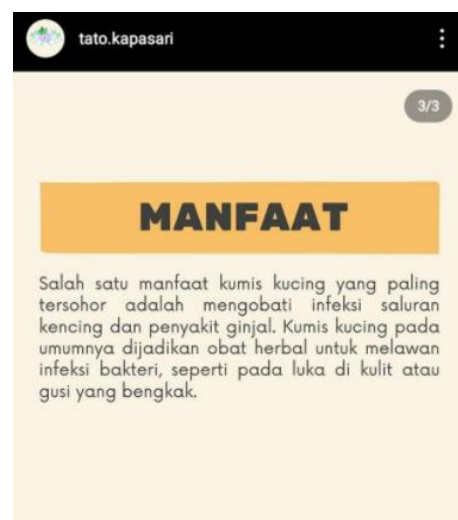 tato.kapasari
3/3
MANFAAT
Salah satu manfaat kumis kucing yang paling
tersohor adalah mengobati infeksi saluran
kencing dan penyakit ginjal. Kumis kucing pada
umumnya dijadikan obat herbal untuk melawan
infeksi bakteri, seperti pada luka di kulit atau
gusi yang bengkak.